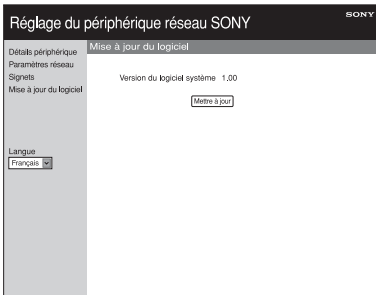 Réglage du périphérique réseau SONY
SONY
Détails périphérique
Paramètres réseau
Signets
Mise à jour du logiciel
Langue
Français
Mise à jour du logiciel
Version du logiciel système 1,00
Mettre à jour